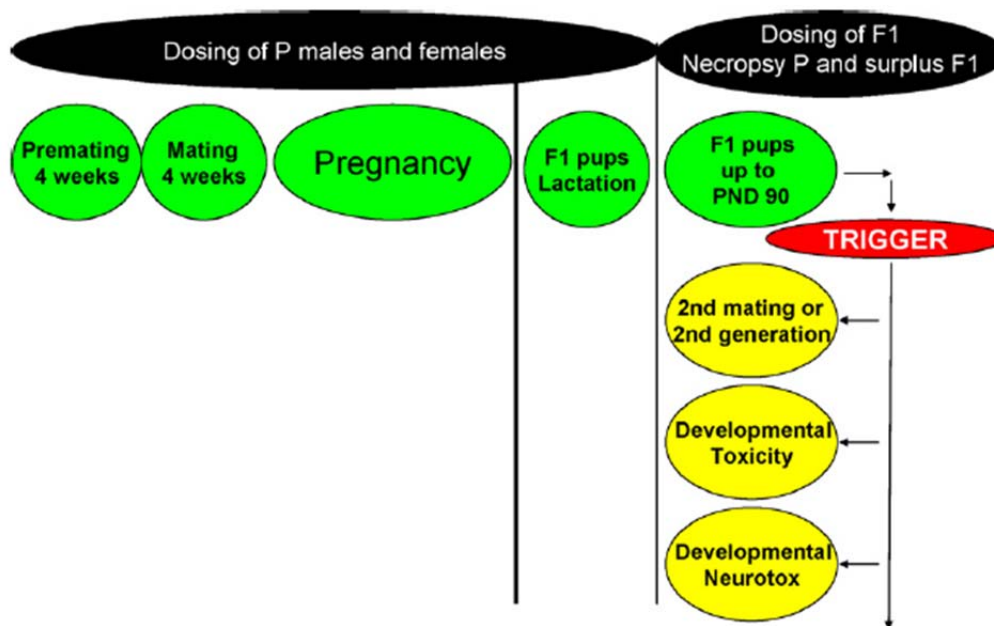 Dosing of P males and females
Dosing of F1
Necropsy P and surplus F1
Premating
4 weeks
Mating
4 weeks
Pregnancy
F1 pups
Lactation
F1 pups
up to
PND 90
TRIGGER
2nd mating or
2nd generation
Developmental
Toxicity
Developmental
Neurotox